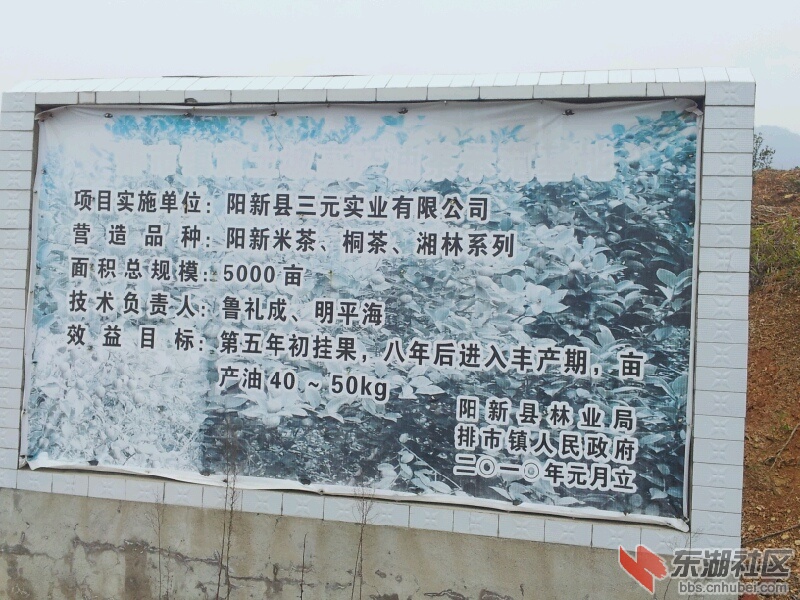 项目实施单位：阳新县三元实业有限公司
营造品种：阳新米茶、桐茶、湘林系列
面积总规模：5000亩
技术负责人：鲁礼成、明平海
效益目标：第五年初挂果，八年后进入丰产期，亩
产油40～50kg
阳新县林业局
排市镇人民政府
二〇一〇年元月立
东湖社区
bbs.cnhubei.com